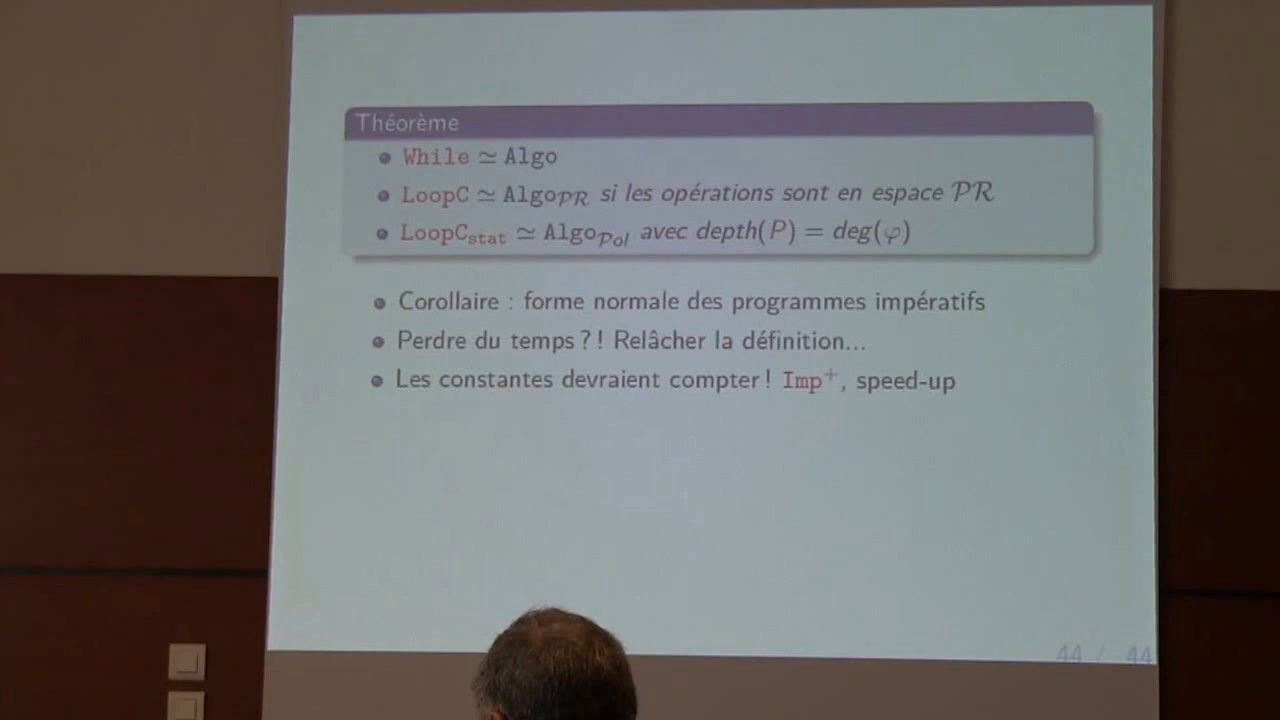 Théorème
While ≃ Algo
LoopC ≃ Algo𝒫ℛ si les opérations sont en espace 𝒫ℛ
LoopCstat ≃ Algo𝒫ol avec depth(P) = deg(φ)
Corollaire : forme normale des programmes impératifs
Perdre du temps ?! Relâcher la définition...
Les constantes devraient compter ! Imp⁺, speed-up
44 / 44